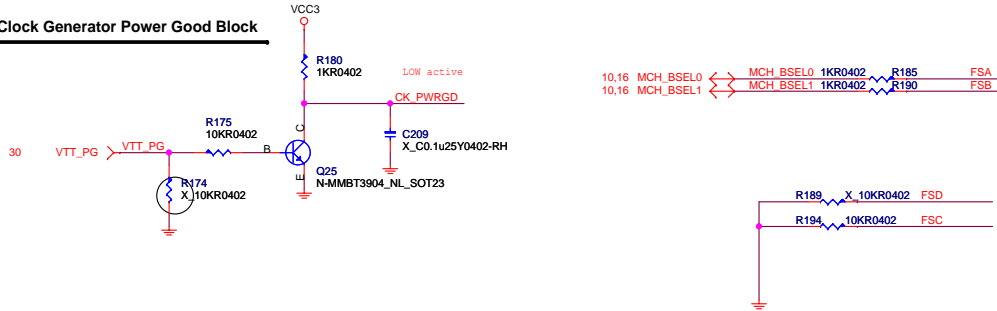 Clock Generator Power Good Block
VCC3
R180
1KR0402
LOW active
CK_PWRGD
R175
10KR0402
C
B
E
C209
X_C0.1u25Y0402-RH
30 VTT_PG VTT_PG
Q25
N-MMBT3904_NL_SOT23
R174
X_10KR0402
10,16 MCH_BSEL0 MCH_BSEL0 1KR0402 R185 FSA
10,16 MCH_BSEL1 MCH_BSEL1 1KR0402 R190 FSB
R189 X_10KR0402 FSD
R194 10KR0402 FSC